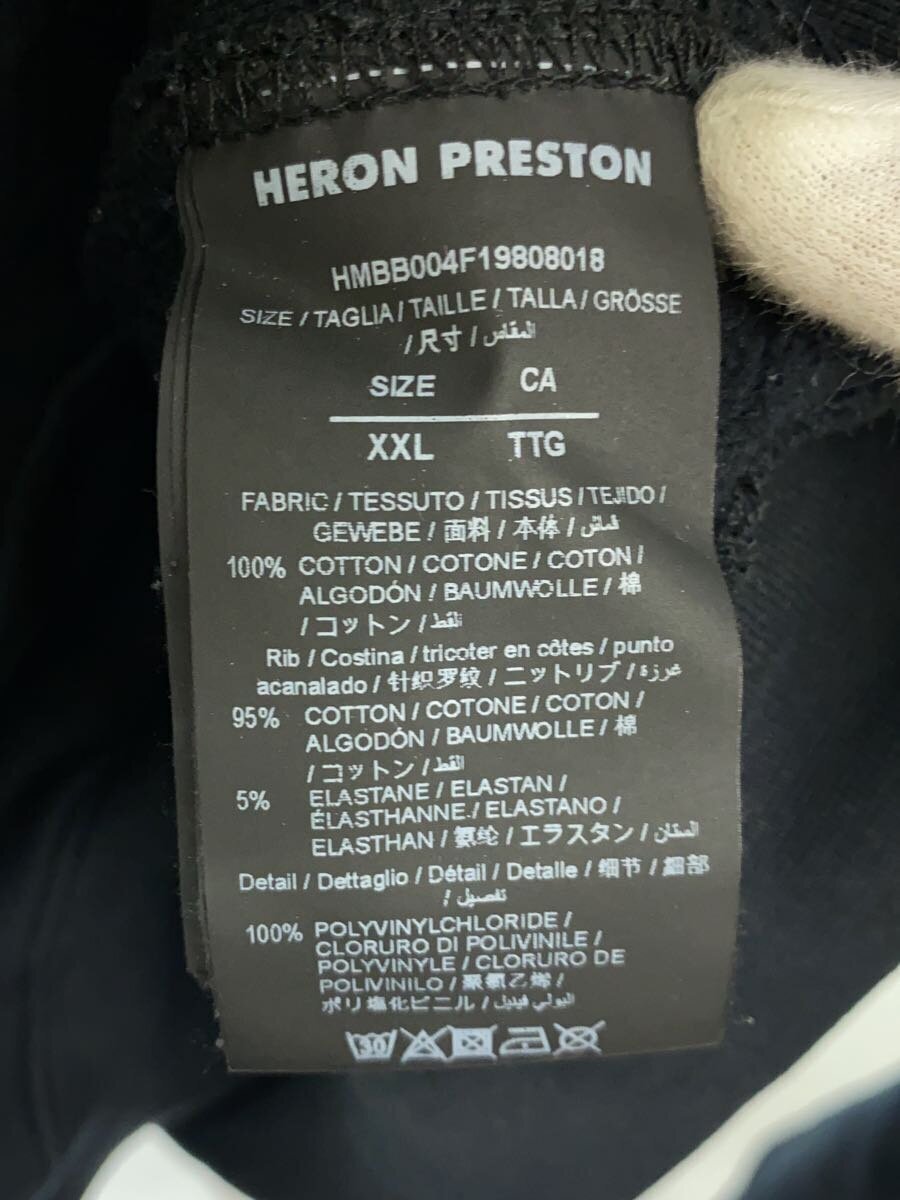 HERON PRESTON
HMBB004F19808018
SIZE / TAGLIA / TAILLE / TALLA / GRÖSSE
/ 尺寸 / المقاس
SIZE CA
XXL TTG
FABRIC / TESSUTO / TISSUS / TEJIDO /
GEWEBE / 面料 / 本体 / قماش
100% COTTON / COTONE / COTON /
ALGODÓN / BAUMWOLLE / 棉
/ コットン / القط
Rib / Costina / tricoter en côtes / punto
acanalado / 针织罗纹 / ニットリブ / غرزة
95% COTTON / COTONE / COTON /
ALGODÓN / BAUMWOLLE / 棉
/ コットン / القط
5% ELASTANE / ELASTAN /
ÉLASTHANNE / ELASTANO /
ELASTHAN / 氨纶 / エラスタン /
Detail / Dettaglio / Détail / Detalle / 细节 / 細部
/ تفصيل /
100% POLYVINYLCHLORIDE /
CLORURO DI POLIVINILE /
POLYVINYLE / CLORURO DE
POLIVINILO / 聚氯乙烯 /
ポリ塩化ビニル / البولي فينيل
30